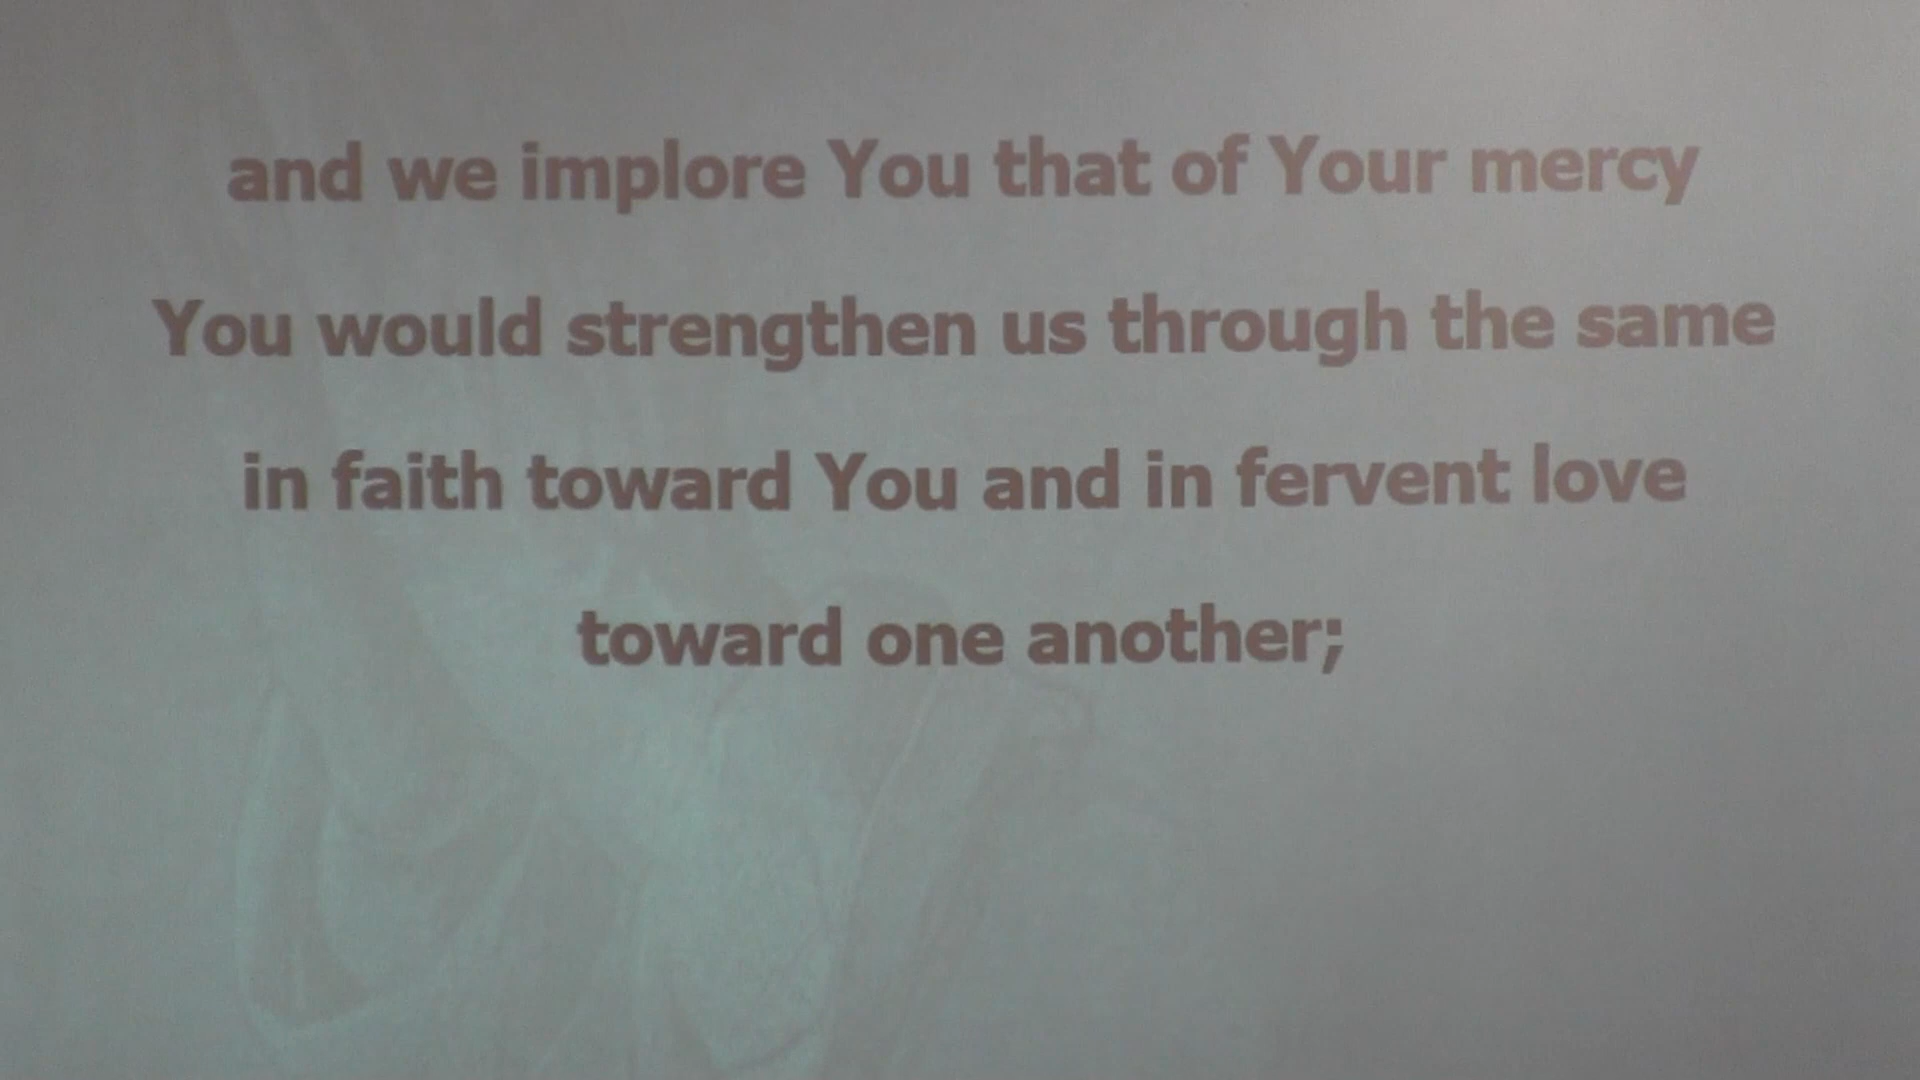 and we implore You that of Your mercy
You would strengthen us through the same
in faith toward You and in fervent love
toward one another;